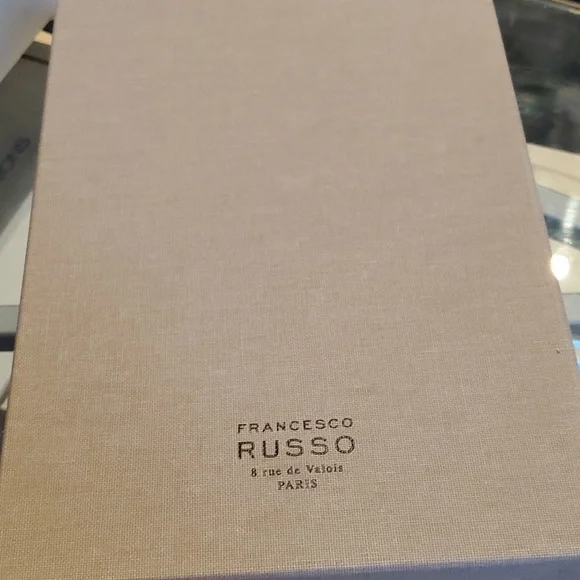 FRANCESCO
RUSSO
8 rue de Valois
PARIS